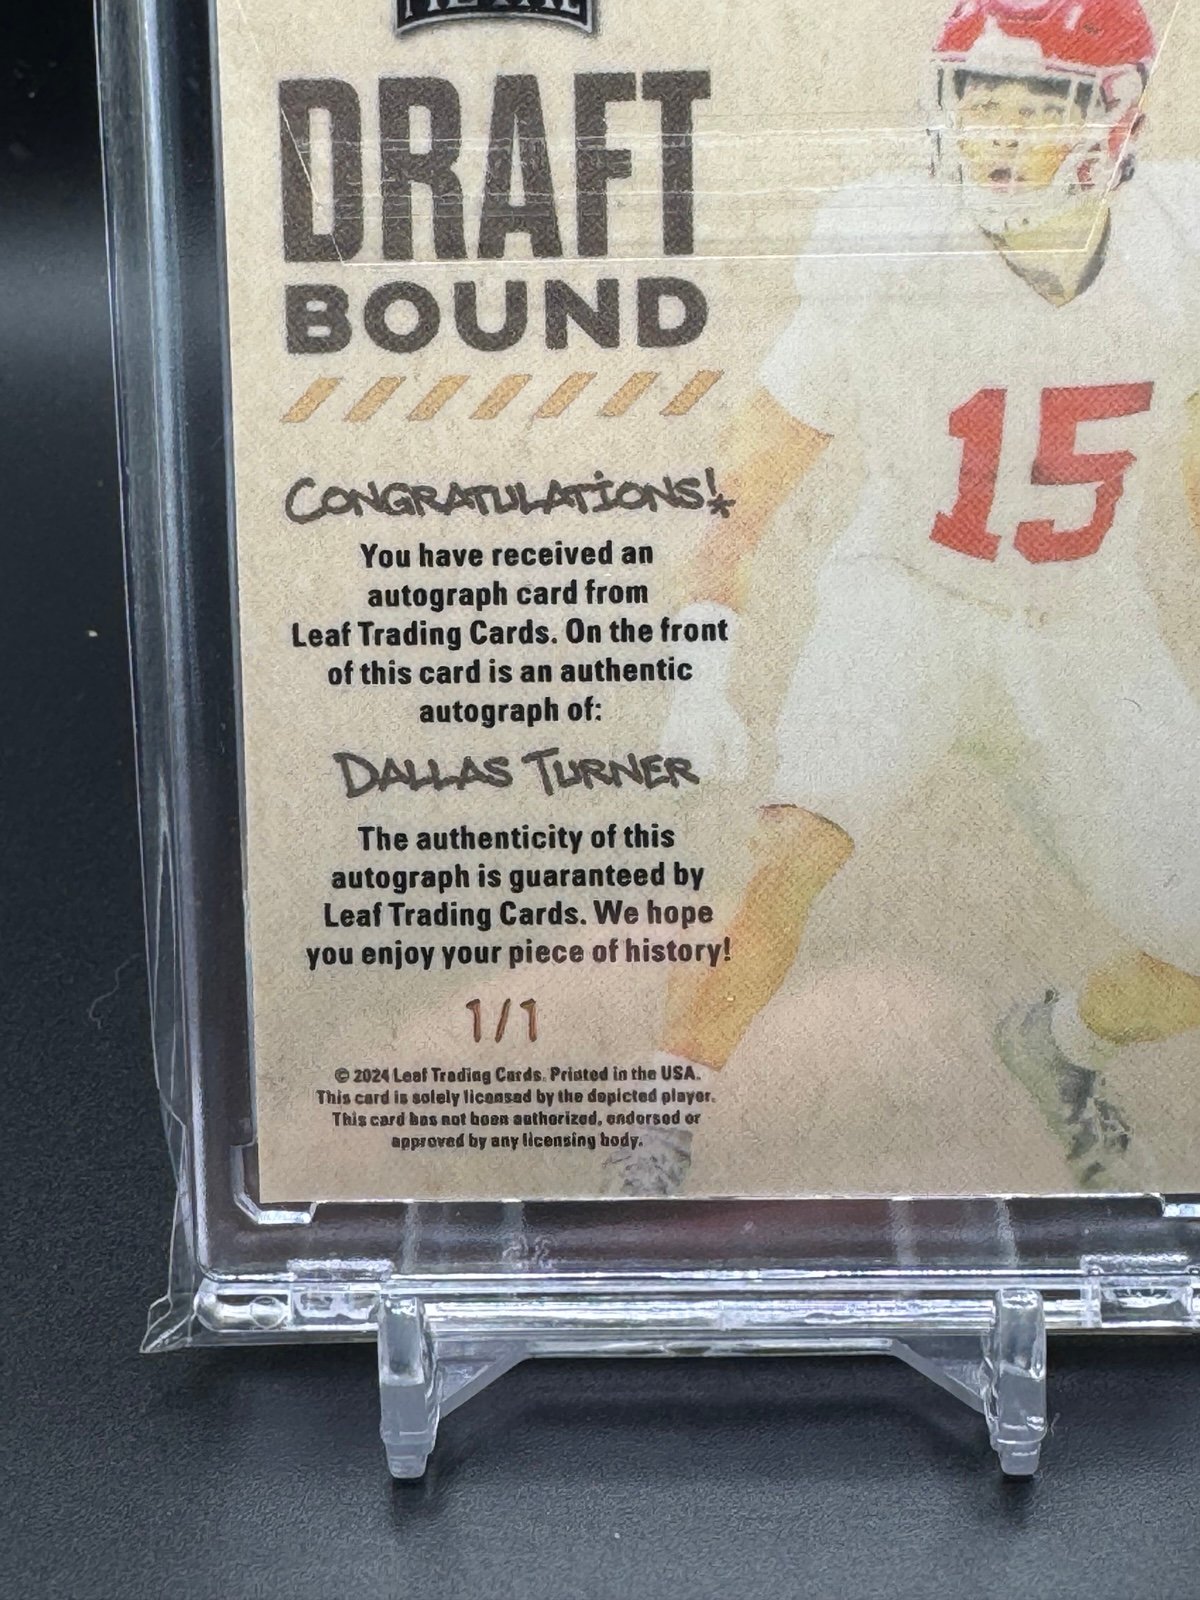 METAL
DRAFT
BOUND
CONGRATULATIONS!
You have received an
autograph card from
Leaf Trading Cards. On the front
of this card is an authentic
autograph of:
DALLAS TURNER
The authenticity of this
autograph is guaranteed by
Leaf Trading Cards. We hope
you enjoy your piece of history!
1/1
© 2024 Leaf Trading Cards. Printed in the USA.
This card is solely licensed by the depicted player.
This card has not been authorized, endorsed or
approved by any licensing body.
15